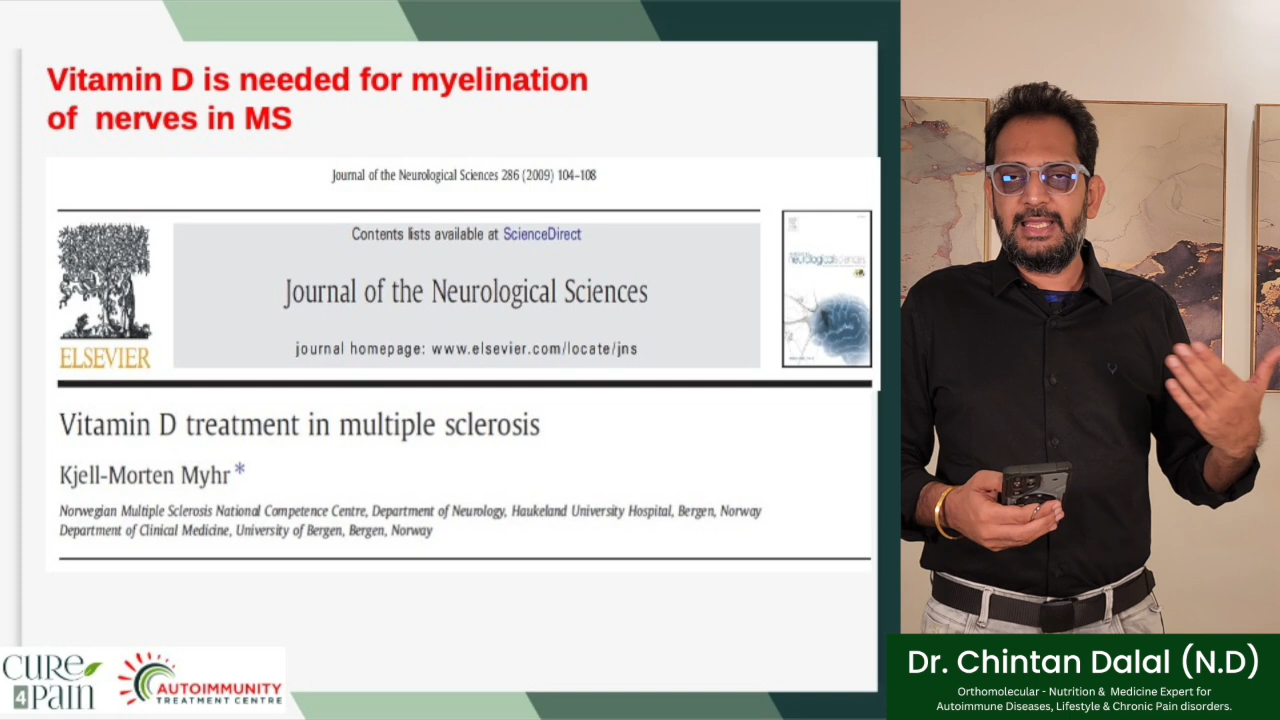 Vitamin D is needed for myelination
of nerves in MS
Journal of the Neurological Sciences 286 (2009) 104–108
Contents lists available at ScienceDirect
Journal of the Neurological Sciences
journal homepage: www.elsevier.com/locate/jns
ELSEVIER
Vitamin D treatment in multiple sclerosis
Kjell-Morten Myhr *
Norwegian Multiple Sclerosis National Competence Centre, Department of Neurology, Haukeland University Hospital, Bergen, Norway
Department of Clinical Medicine, University of Bergen, Bergen, Norway
CURE
4 PaIn
AUTOIMMUNITY
TREATMENT CENTRE
Dr. Chintan Dalal (N.D)
Orthomolecular - Nutrition & Medicine Expert for
Autoimmune Diseases, Lifestyle & Chronic Pain disorders.